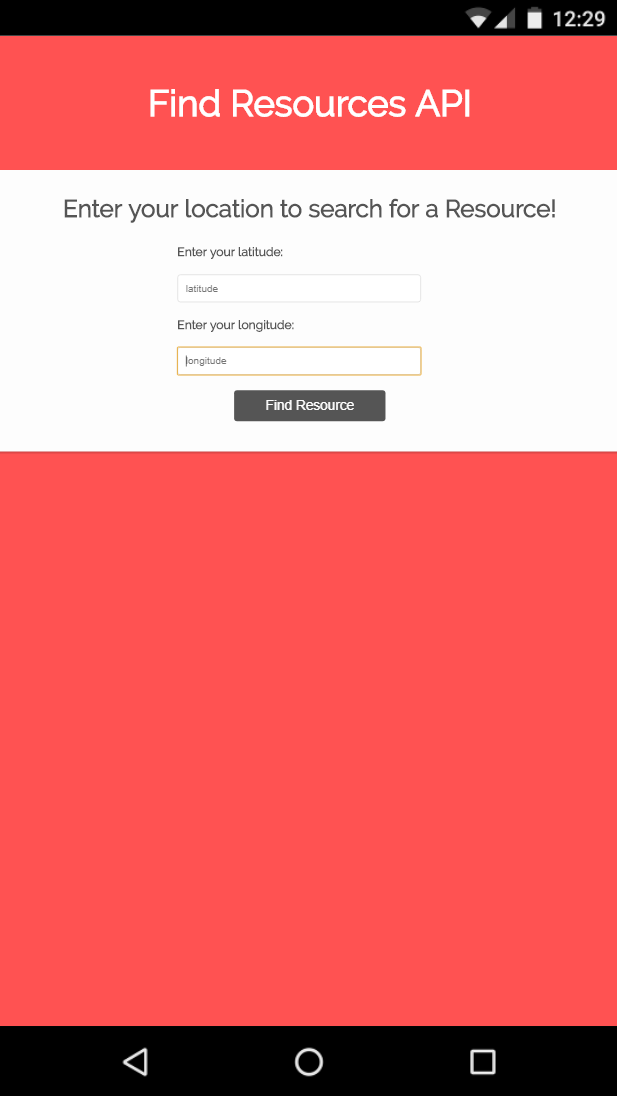 12:29
Find Resources API
Enter your location to search for a Resource!
Enter your latitude:
latitude
Enter your longitude:
longitude
Find Resource